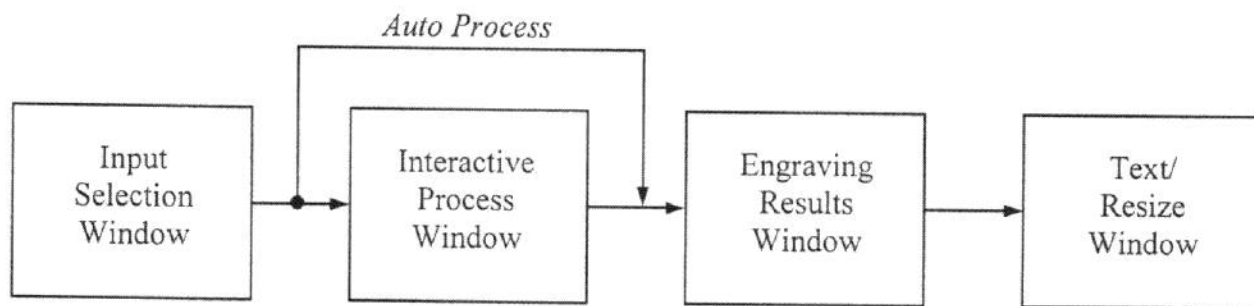 Auto Process
Input
Selection
Window
Interactive
Process
Window
Engraving
Results
Window
Text/
Resize
Window